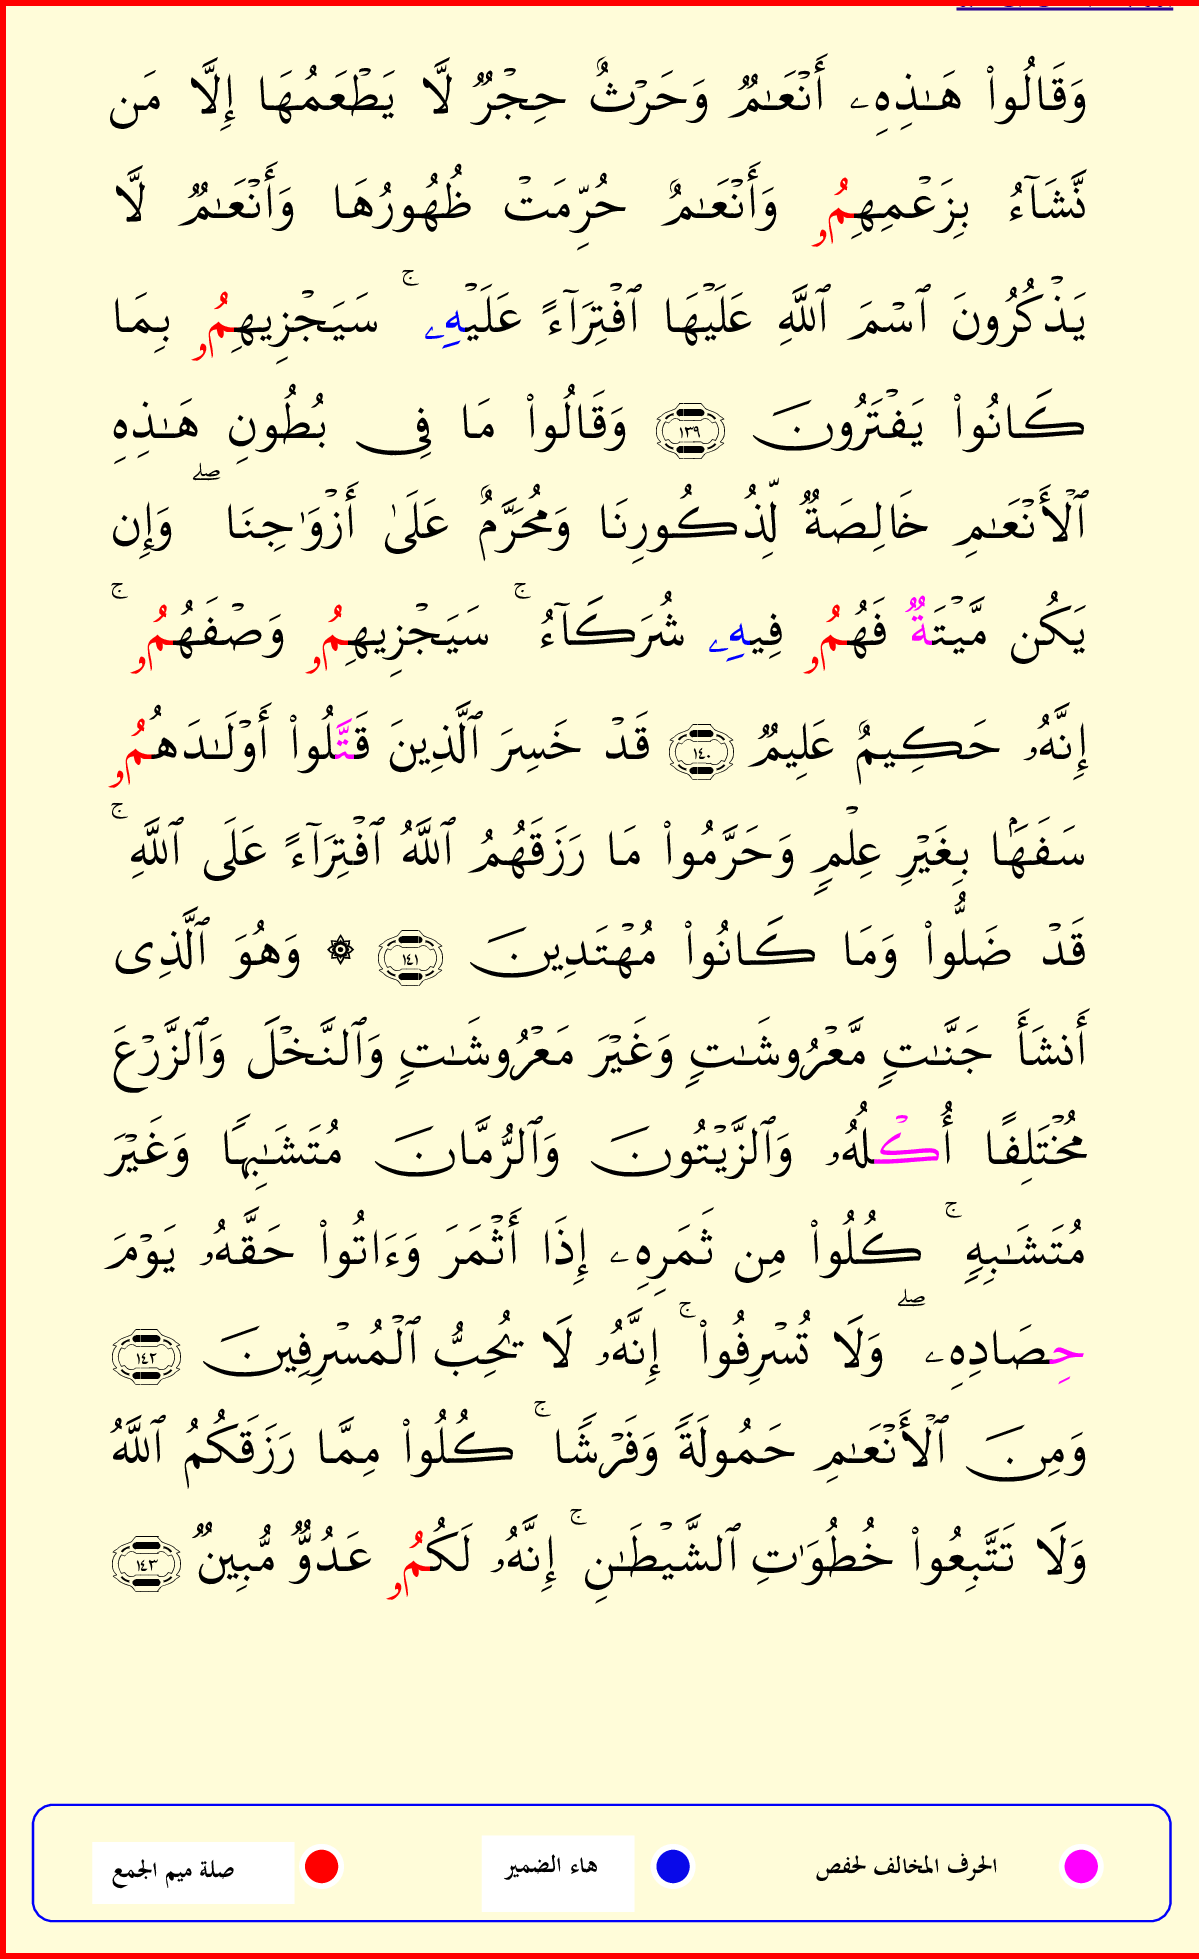 وَقَالُوا۟ هَـٰذِهِۦ أَنْعَـٰمٌ وَحَرْثٌ حِجْرٌ لَّا يَطْعَمُهَا إِلَّا مَن
نَّشَآءُ بِزَعْمِهِمُۥ وَأَنْعَـٰمٌ حُرِّمَتْ ظُهُورُهَا وَأَنْعَـٰمٌ لَّا
يَذْكُرُونَ ٱسْمَ ٱللَّهِ عَلَيْهَا ٱفْتِرَآءً عَلَيْهِۦ ۚ سَيَجْزِيهِمُۥ بِمَا
كَانُوا۟ يَفْتَرُونَ ١٣٩ وَقَالُوا۟ مَا فِى بُطُونِ هَـٰذِهِ
ٱلْأَنْعَـٰمِ خَالِصَةٌ لِّذُكُورِنَا وَمُحَرَّمٌ عَلَىٰٓ أَزْوَٰجِنَا ۖ وَإِن
يَكُن مَّيْتَةٌ فَهُمُۥ فِيهِۦ شُرَكَآءُ ۚ سَيَجْزِيهِمُۥ وَصْفَهُمُۥ ۚ
إِنَّهُۥ حَكِيمٌ عَلِيمٌ ١٤٠ قَدْ خَسِرَ ٱلَّذِينَ قَتَّلُوا۟ أَوْلَـٰدَهُمُۥ
سَفَهًۢا بِغَيْرِ عِلْمٍ وَحَرَّمُوا۟ مَا رَزَقَهُمُ ٱللَّهُ ٱفْتِرَآءً عَلَى ٱللَّهِ ۚ
قَدْ ضَلُّوا۟ وَمَا كَانُوا۟ مُهْتَدِينَ ١٤١ ۞ وَهُوَ ٱلَّذِى
أَنشَأَ جَنَّـٰتٍ مَّعْرُوشَـٰتٍ وَغَيْرَ مَعْرُوشَـٰتٍ وَٱلنَّخْلَ وَٱلزَّرْعَ
مُخْتَلِفًا أُكْلُهُۥ وَٱلزَّيْتُونَ وَٱلرُّمَّانَ مُتَشَـٰبِهًا وَغَيْرَ
مُتَشَـٰبِهٍ ۚ كُلُوا۟ مِن ثَمَرِهِۦ إِذَا أَثْمَرَ وَءَاتُوا۟ حَقَّهُۥ يَوْمَ
حِصَادِهِۦ ۖ وَلَا تُسْرِفُوا۟ ۚ إِنَّهُۥ لَا يُحِبُّ ٱلْمُسْرِفِينَ ١٤٢
وَمِنَ ٱلْأَنْعَـٰمِ حَمُولَةً وَفَرْشًا ۚ كُلُوا۟ مِمَّا رَزَقَكُمُ ٱللَّهُ
وَلَا تَتَّبِعُوا۟ خُطُوَٰتِ ٱلشَّيْطَـٰنِ ۚ إِنَّهُۥ لَكُمُۥ عَدُوٌّ مُّبِينٌ ١٤٣
الحرف المخالف لحفص هاء الضمير صلة ميم الجمع